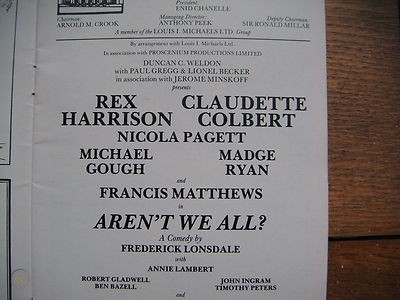 President:
ENID CHANELLE
Chairman: Managing Director: Deputy Chairman:
ARNOLD M. CROOK ANTHONY PEEK SIR RONALD MILLAR
A member of the LOUIS I. MICHAELS LTD. Group
By arrangement with Louis I. Michaels Ltd.
In association with PROSCENIUM PRODUCTIONS LIMITED
DUNCAN C. WELDON
with PAUL GREGG & LIONEL BECKER
in association with JEROME MINSKOFF
presents
REX CLAUDETTE
HARRISON COLBERT
NICOLA PAGETT
MICHAEL MADGE
GOUGH RYAN
and
FRANCIS MATTHEWS
in
AREN'T WE ALL?
A Comedy by
FREDERICK LONSDALE
with
ANNIE LAMBERT
ROBERT GLADWELL JOHN INGRAM
BEN BAZELL TIMOTHY PETERS
and